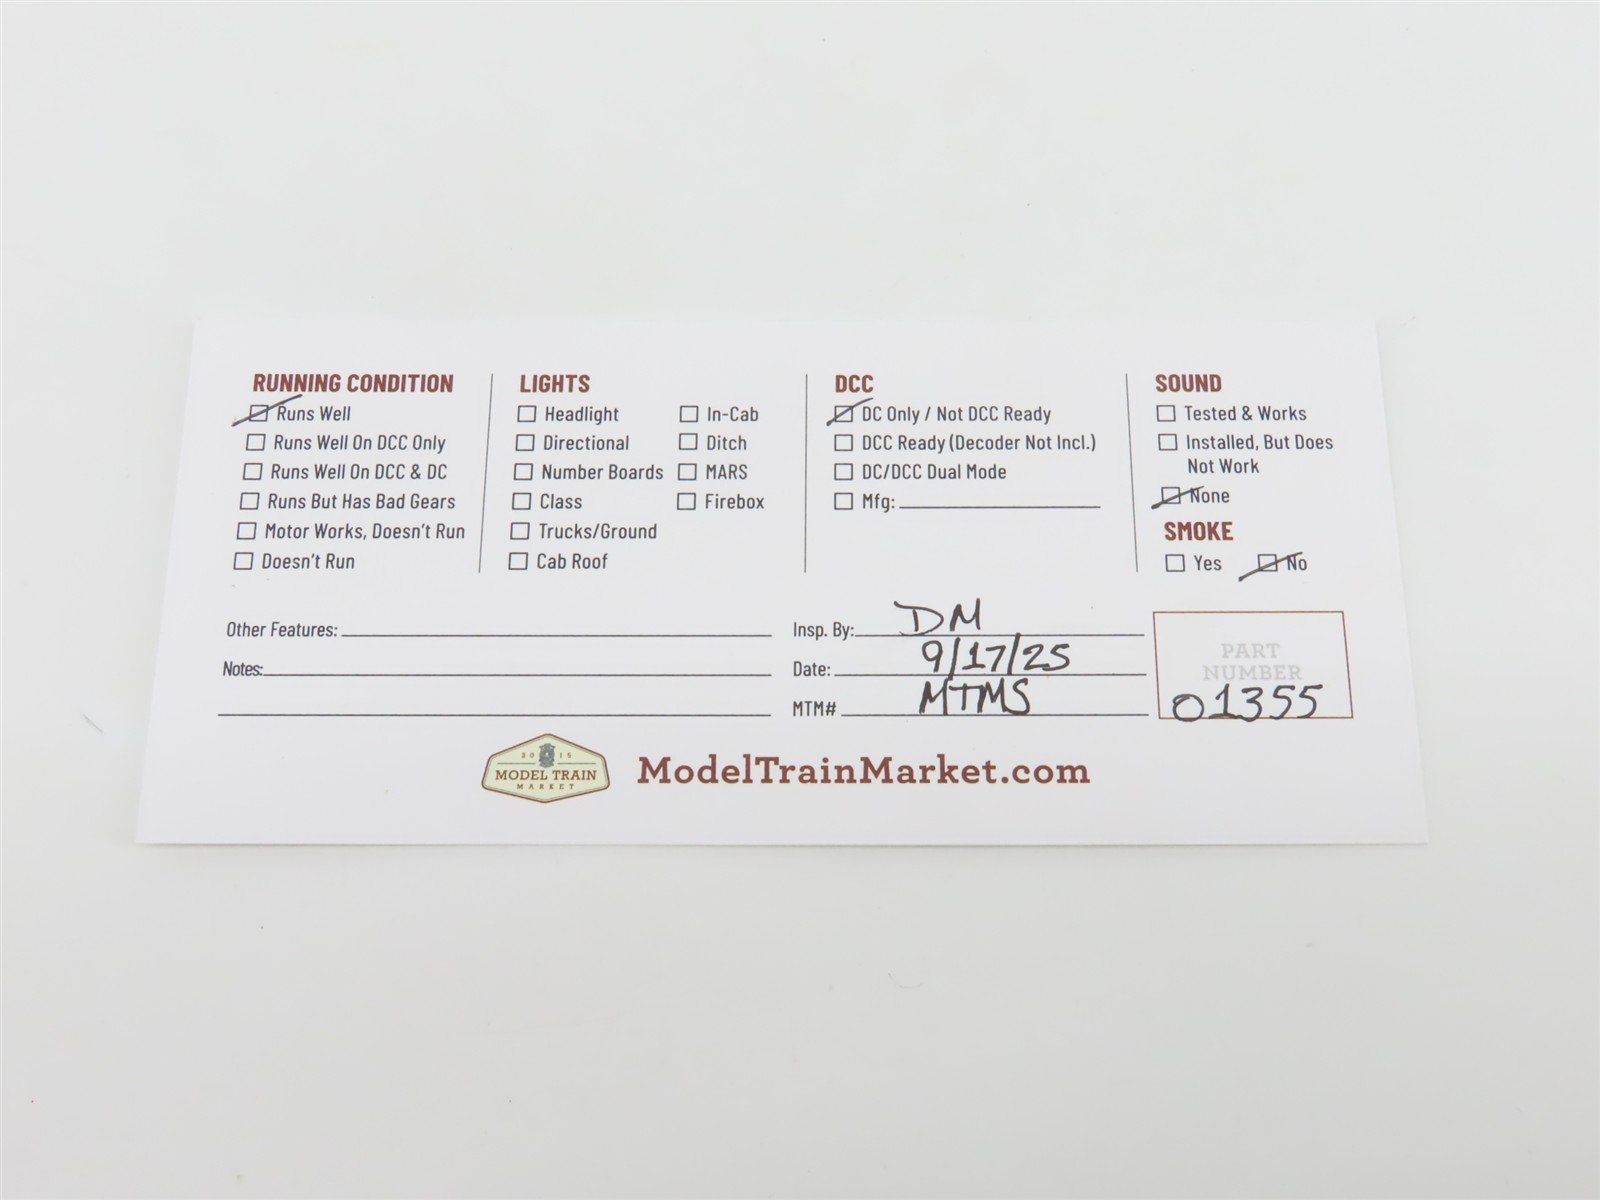 RUNNING CONDITION
Runs Well
Runs Well On DCC Only
Runs Well On DCC & DC
Runs But Has Bad Gears
Motor Works, Doesn't Run
Doesn't Run
LIGHTS
Headlight
Directional
Number Boards
Class
Trucks/Ground
Cab Roof
In-Cab
Ditch
MARS
Firebox
DCC
DC Only / Not DCC Ready
DCC Ready (Decoder Not Incl.)
DC/DCC Dual Mode
Mfg:
SOUND
Tested & Works
Installed, But Does
Not Work
None
SMOKE
Yes No
Other Features:
Notes:
Insp. By: DM
Date: 9/17/25
MTM# MTMS
PART
NUMBER
01355
2015
MODEL TRAIN
MARKET
ModelTrainMarket.com